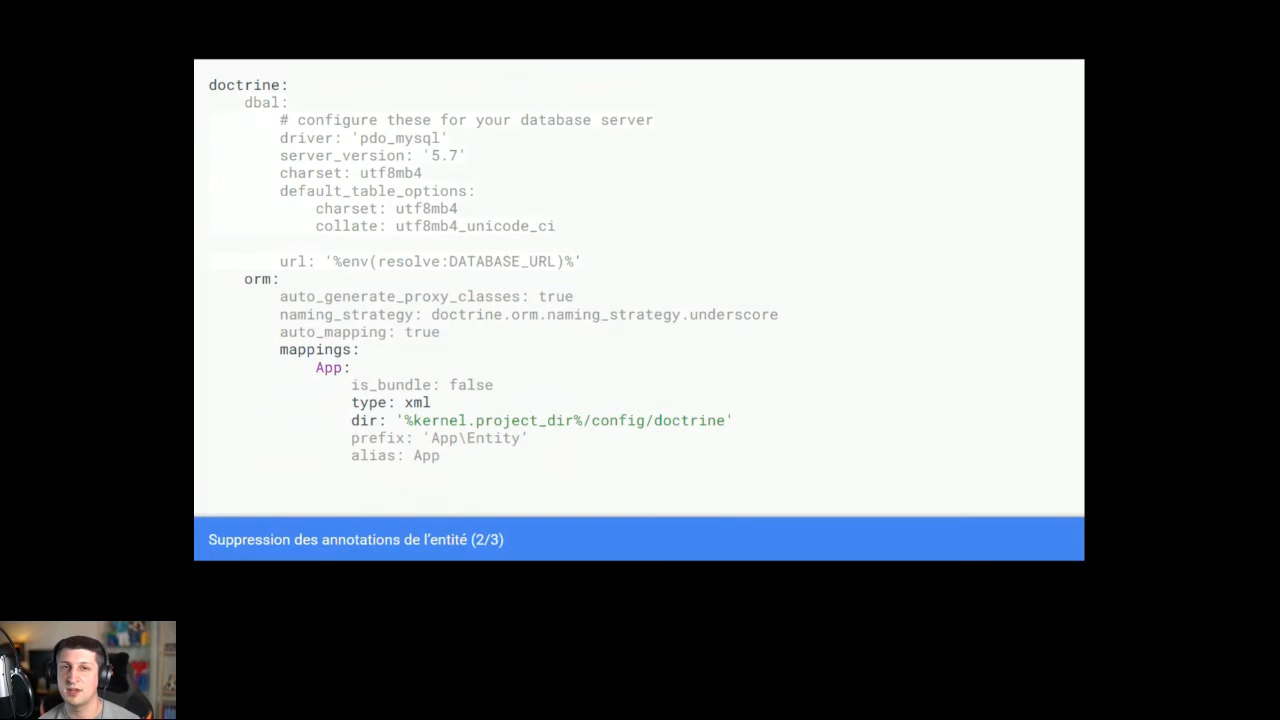 doctrine:
    dbal:
        # configure these for your database server
        driver: 'pdo_mysql'
        server_version: '5.7'
        charset: utf8mb4
        default_table_options:
            charset: utf8mb4
            collate: utf8mb4_unicode_ci

        url: '%env(resolve:DATABASE_URL)%'
    orm:
        auto_generate_proxy_classes: true
        naming_strategy: doctrine.orm.naming_strategy.underscore
        auto_mapping: true
        mappings:
            App:
                is_bundle: false
                type: xml
                dir: '%kernel.project_dir%/config/doctrine'
                prefix: 'App\Entity'
                alias: App
Suppression des annotations de l’entité (2/3)